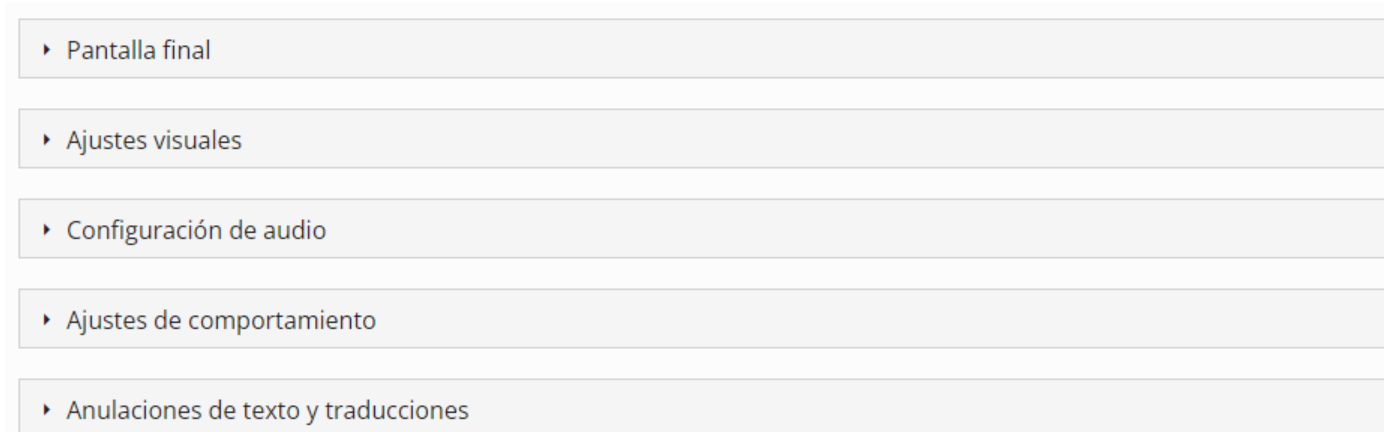 Pantalla final
Ajustes visuales
Configuración de audio
Ajustes de comportamiento
Anulaciones de texto y traducciones